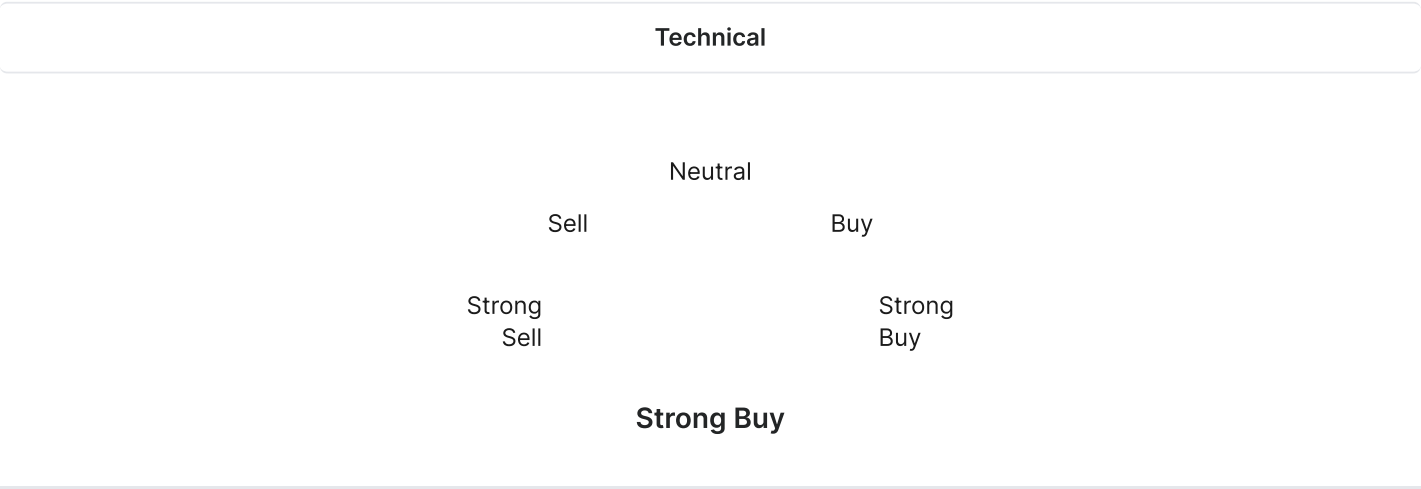 Technical
Neutral
Sell
Buy
Strong
Sell
Strong
Buy
Strong Buy